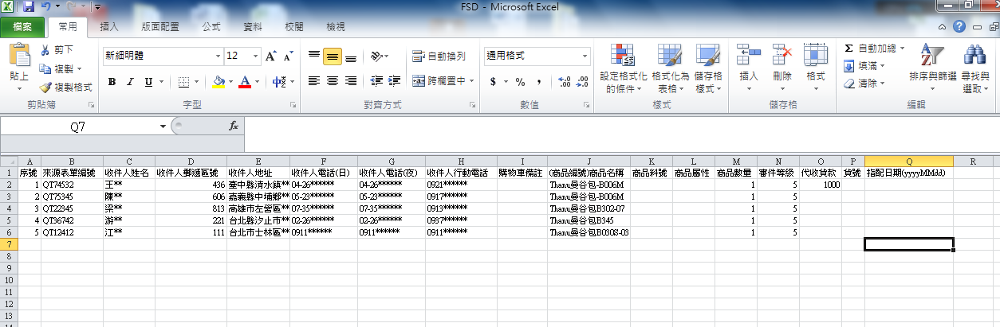 FSD - Microsoft Excel
檔案 常用 插入 版面配置 公式 資料 校閱 檢視
貼上 剪下 複製 複製格式 剪貼簿
新細明體 12 A A B I U A 中 字型
自動換列 跨欄置中 對齊方式
通用格式 $ % , .00 .0 數值
設定格式化的條件 格式化為表格 儲存格樣式 樣式
插入 刪除 格式 儲存格
Σ 自動加總 填滿 清除 排序與篩選 尋找與選取 編輯
Q7 fx
A B C D E F G H I J K L M N O P Q R
1 序號 來源表單編號 收件人姓名 收件人郵遞區號 收件人地址 收件人電話(日) 收件人電話(夜) 收件人行動電話 購物車備註 (商品編號)商品名稱 商品料號 商品屬性 商品數量 審件等級 代收貨款 貨號 指配日期(yyyyMMdd)
2 1 QT74532 王** 436 臺中縣清水鎮** 04-26****** 04-26****** 0921****** Thanu曼谷包-B006M 1 5 1000
3 2 QT75345 陳** 606 嘉義縣中埔鄉** 05-23****** 05-23****** 0917****** Thanu曼谷包-B006M 1 5
4 3 QT22345 梁** 813 高雄市左營區** 07-35****** 07-35****** 0913****** Thanu曼谷包B302-07 1 5
5 4 QT36742 游** 221 台北縣汐止市** 02-26****** 02-26****** 0937****** Thanu曼谷包B345 1 5
6 5 QT12412 江** 111 台北市士林區** 0911****** 0911****** 0911****** Thanu曼谷包B0308-03 1 5
7
8
9
10
11
12
13
14